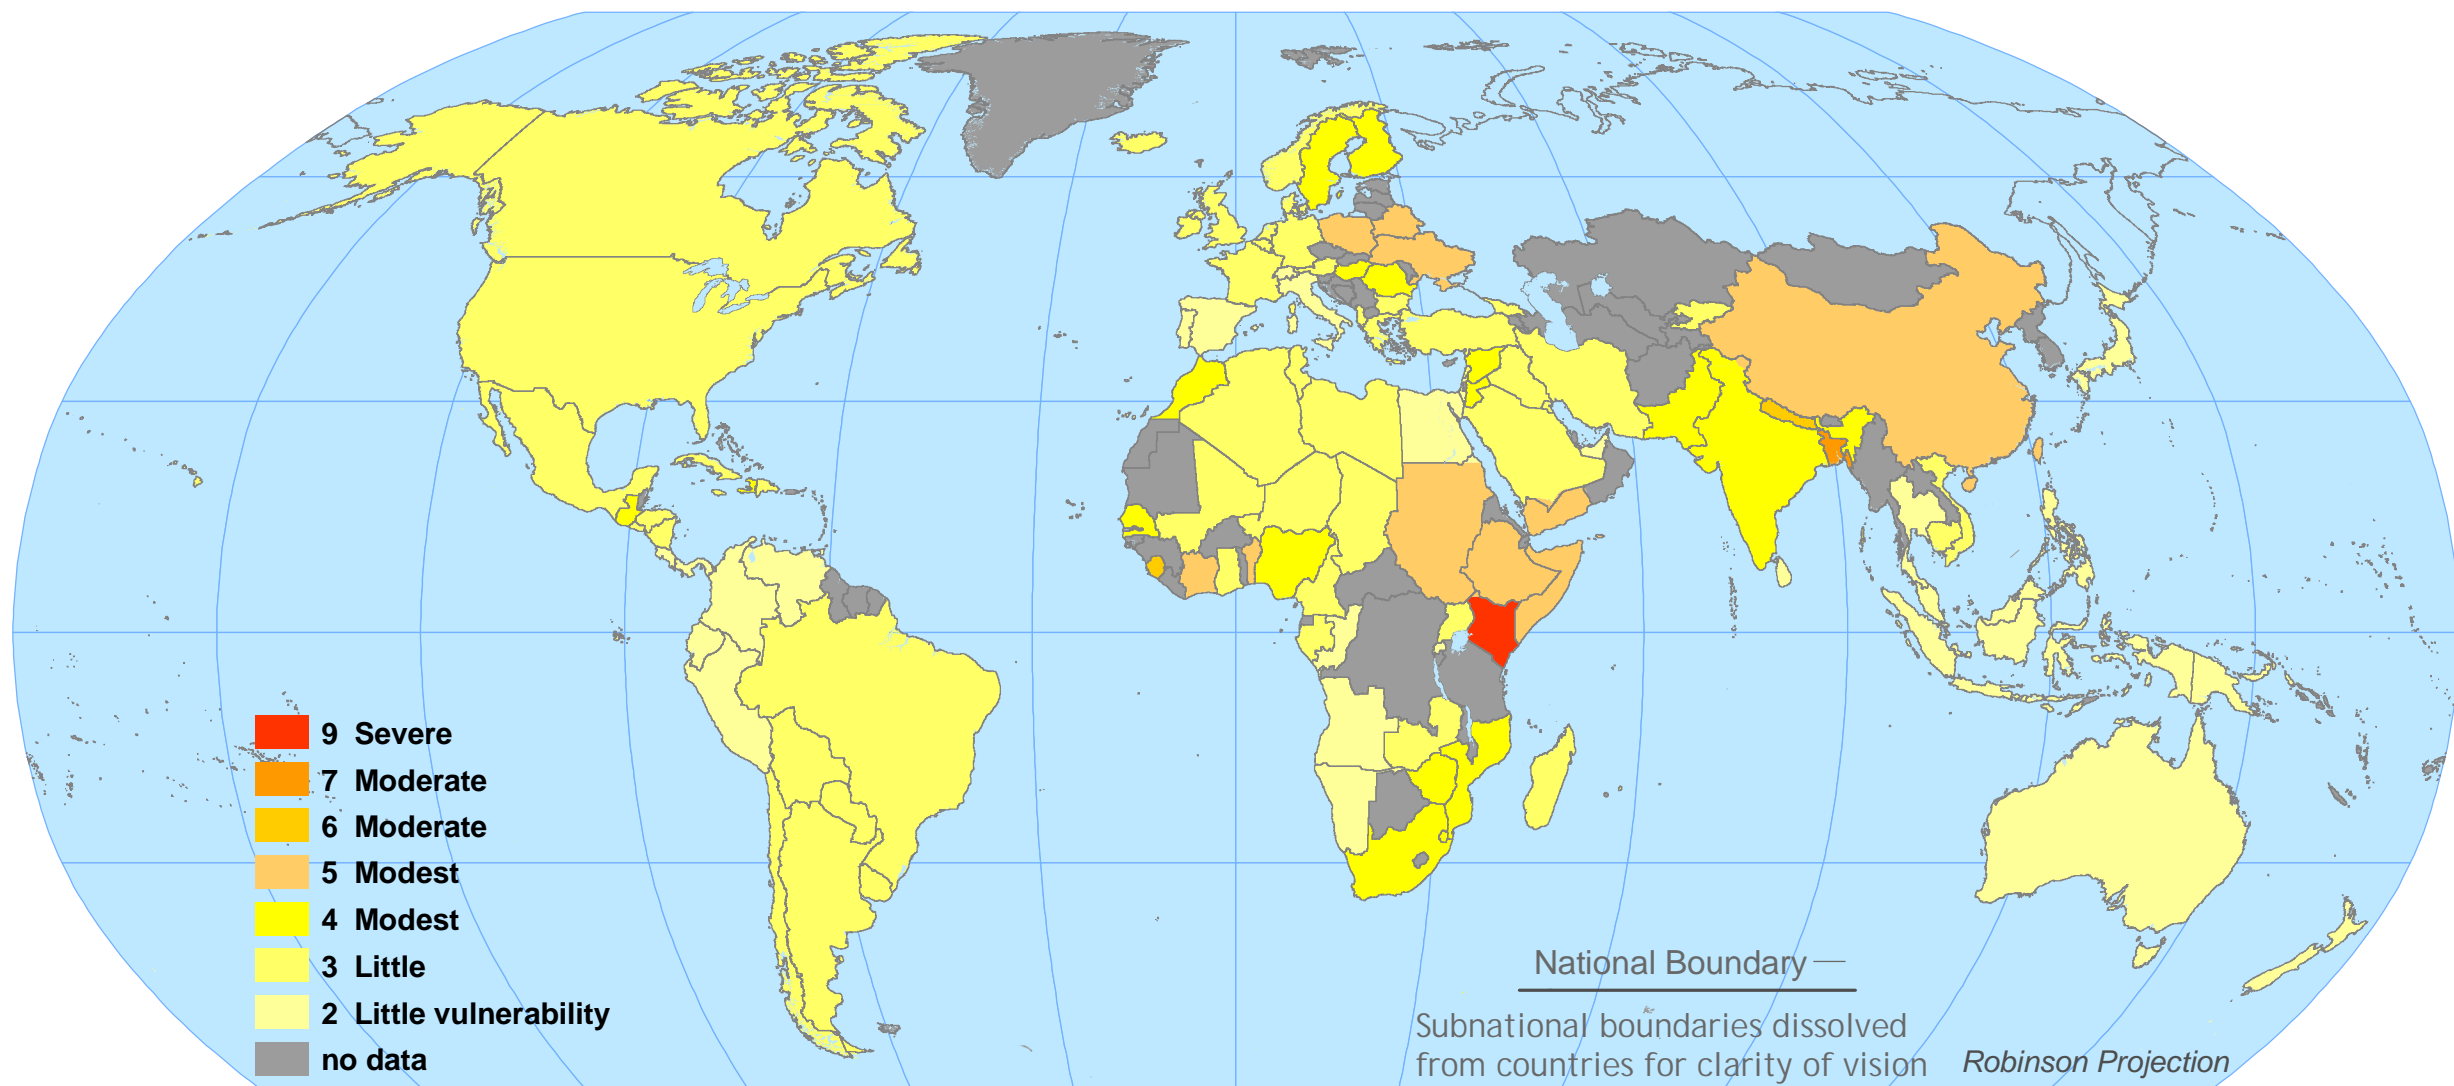 9 Severe
7 Moderate
6 Moderate
5 Modest
4 Modest
3 Little
2 Little vulnerability
no data
National Boundary
Subnational boundaries dissolved
from countries for clarity of vision
Robinson Projection